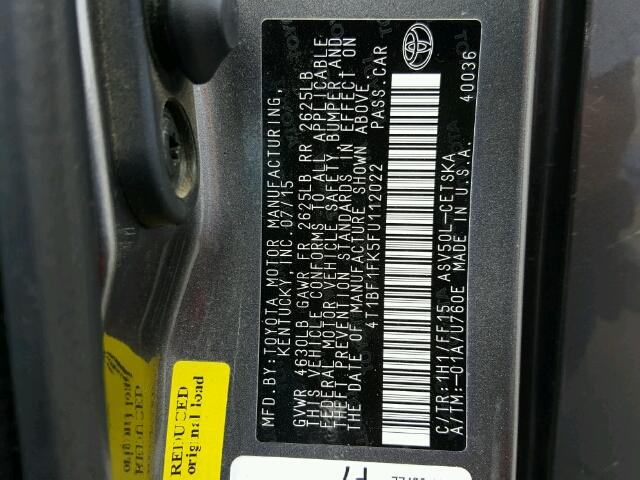 MFD.BY:TOYOTA MOTOR MANUFACTURING,
KENTUCKY, INC. 07/15
GVWR 4630LB GAWR FR 2625LB RR 2625LB
THIS VEHICLE CONFORMS TO ALL APPLICABLE
FEDERAL MOTOR VEHICLE SAFETY, BUMPER, AND
THEFT PREVENTION STANDARDS IN EFFECT ON
THE DATE OF MANUFACTURE SHOWN ABOVE.
4T1BF1FK5FU112022 PASS.CAR
C/TR:1H1/FF15 ASV50L-CETSKA
A/TM:-01A/U760E MADE IN U.S.A.
40036
REDUCED
original load